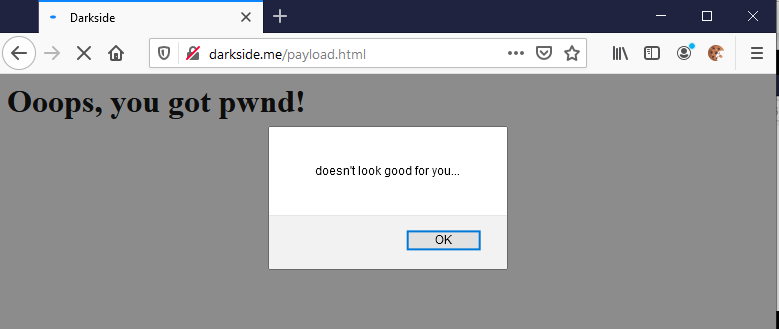 Darkside
darkside.me/payload.html
Ooops, you got pwnd!
doesn't look good for you...
OK